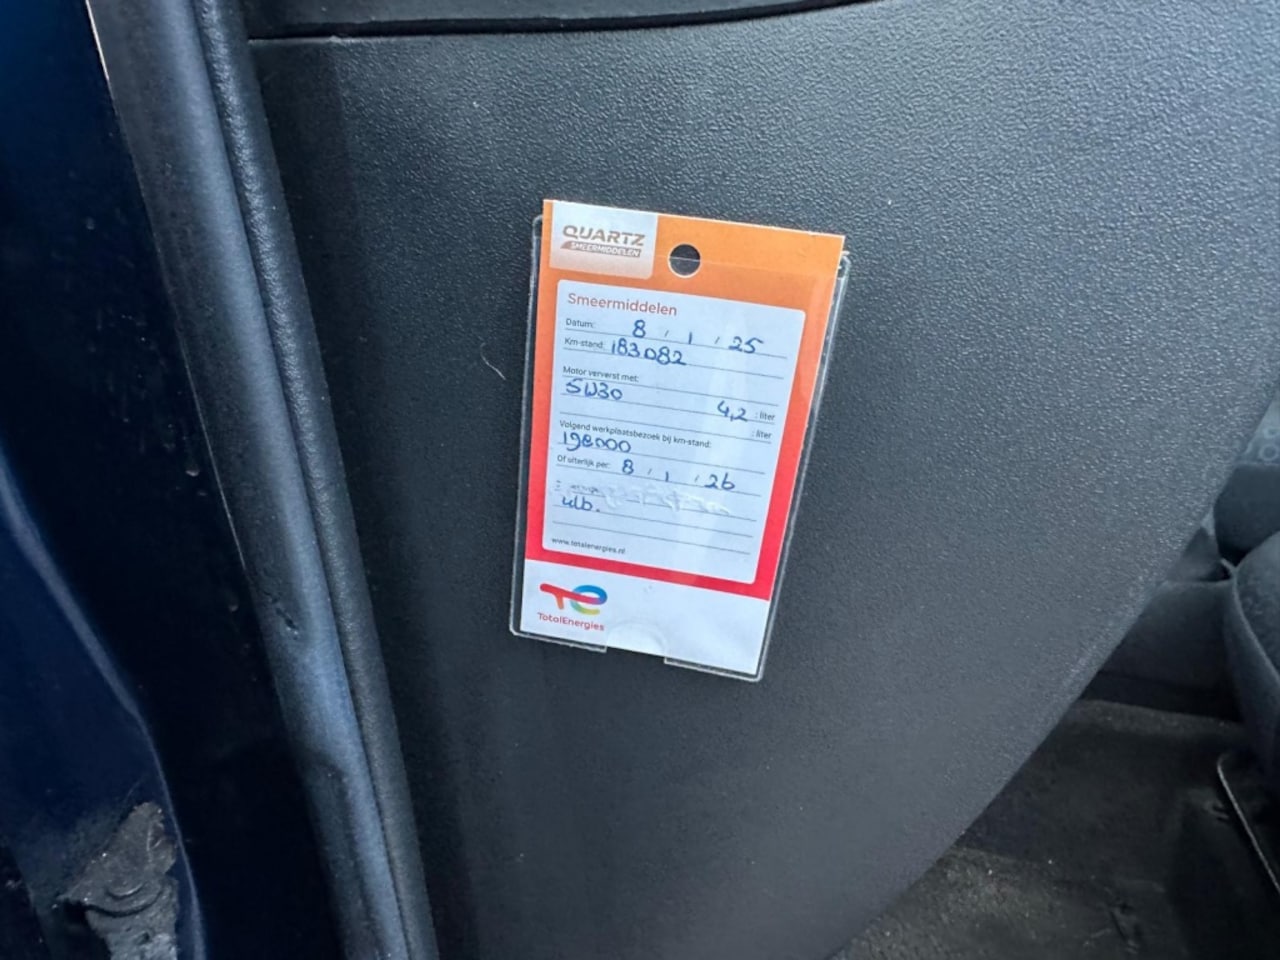 QUARTZ
SMEERMIDDELEN
Smeermiddelen
Datum: 8 / 1 / 25
Km-stand: 183082
Motor ververst met:
5W30 4,2 : liter
: liter
Volgend werkplaatsbezoek bij km-stand:
198000
Of uiterlijk per: 8 / 1 / 26
www.totalenergies.nl
TotalEnergies